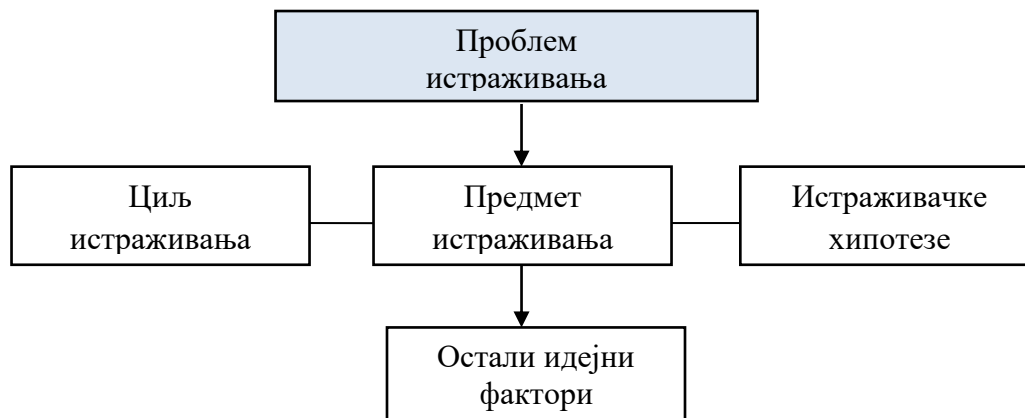 Проблем
истраживања
Циљ
истраживања
Предмет
истраживања
Истраживачке
хипотезе
Остали идејни
фактори